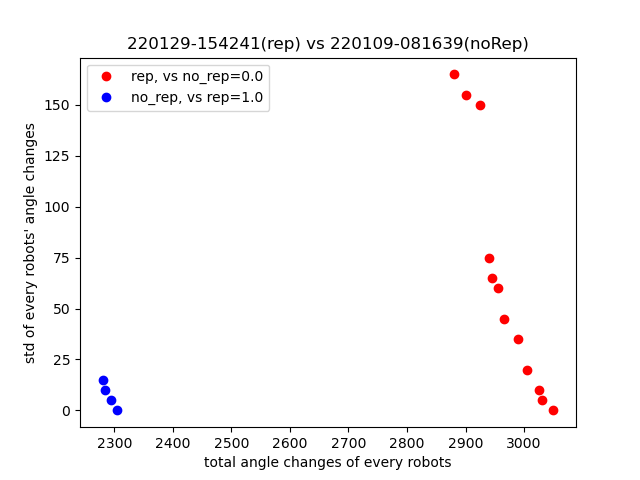 220129-154241(rep) vs 220109-081639(noRep)
rep, vs no_rep=0.0
no_rep, vs rep=1.0
std of every robots' angle changes
150
125
100
75
50
25
0
2300 2400 2500 2600 2700 2800 2900 3000
total angle changes of every robots